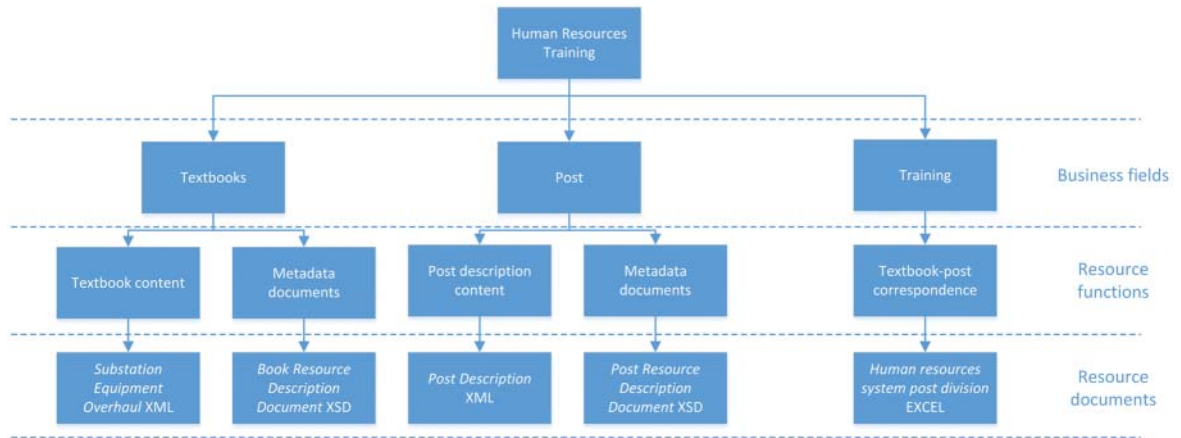 Human Resources
Training
Textbooks
Post
Training
Business fields
Textbook content
Metadata
documents
Post description
content
Metadata
documents
Textbook-post
correspondence
Resource
functions
Substation
Equipment
Overhaul XML
Book Resource
Description
Document XSD
Post Description
XML
Post Resource
Description
Document XSD
Human resources
system post division
EXCEL
Resource
documents